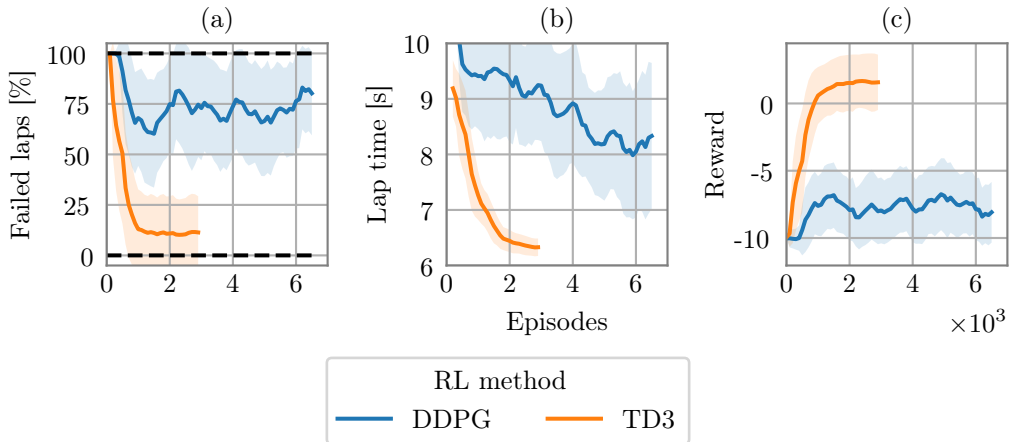 (a)
(b)
(c)
Failed laps [%]
100
75
50
25
0
0
2
4
6
Lap time [s]
10
9
8
7
6
0
2
4
6
Reward
0
-5
-10
0
2
4
6
Episodes
×10³
RL method
DDPG
TD3